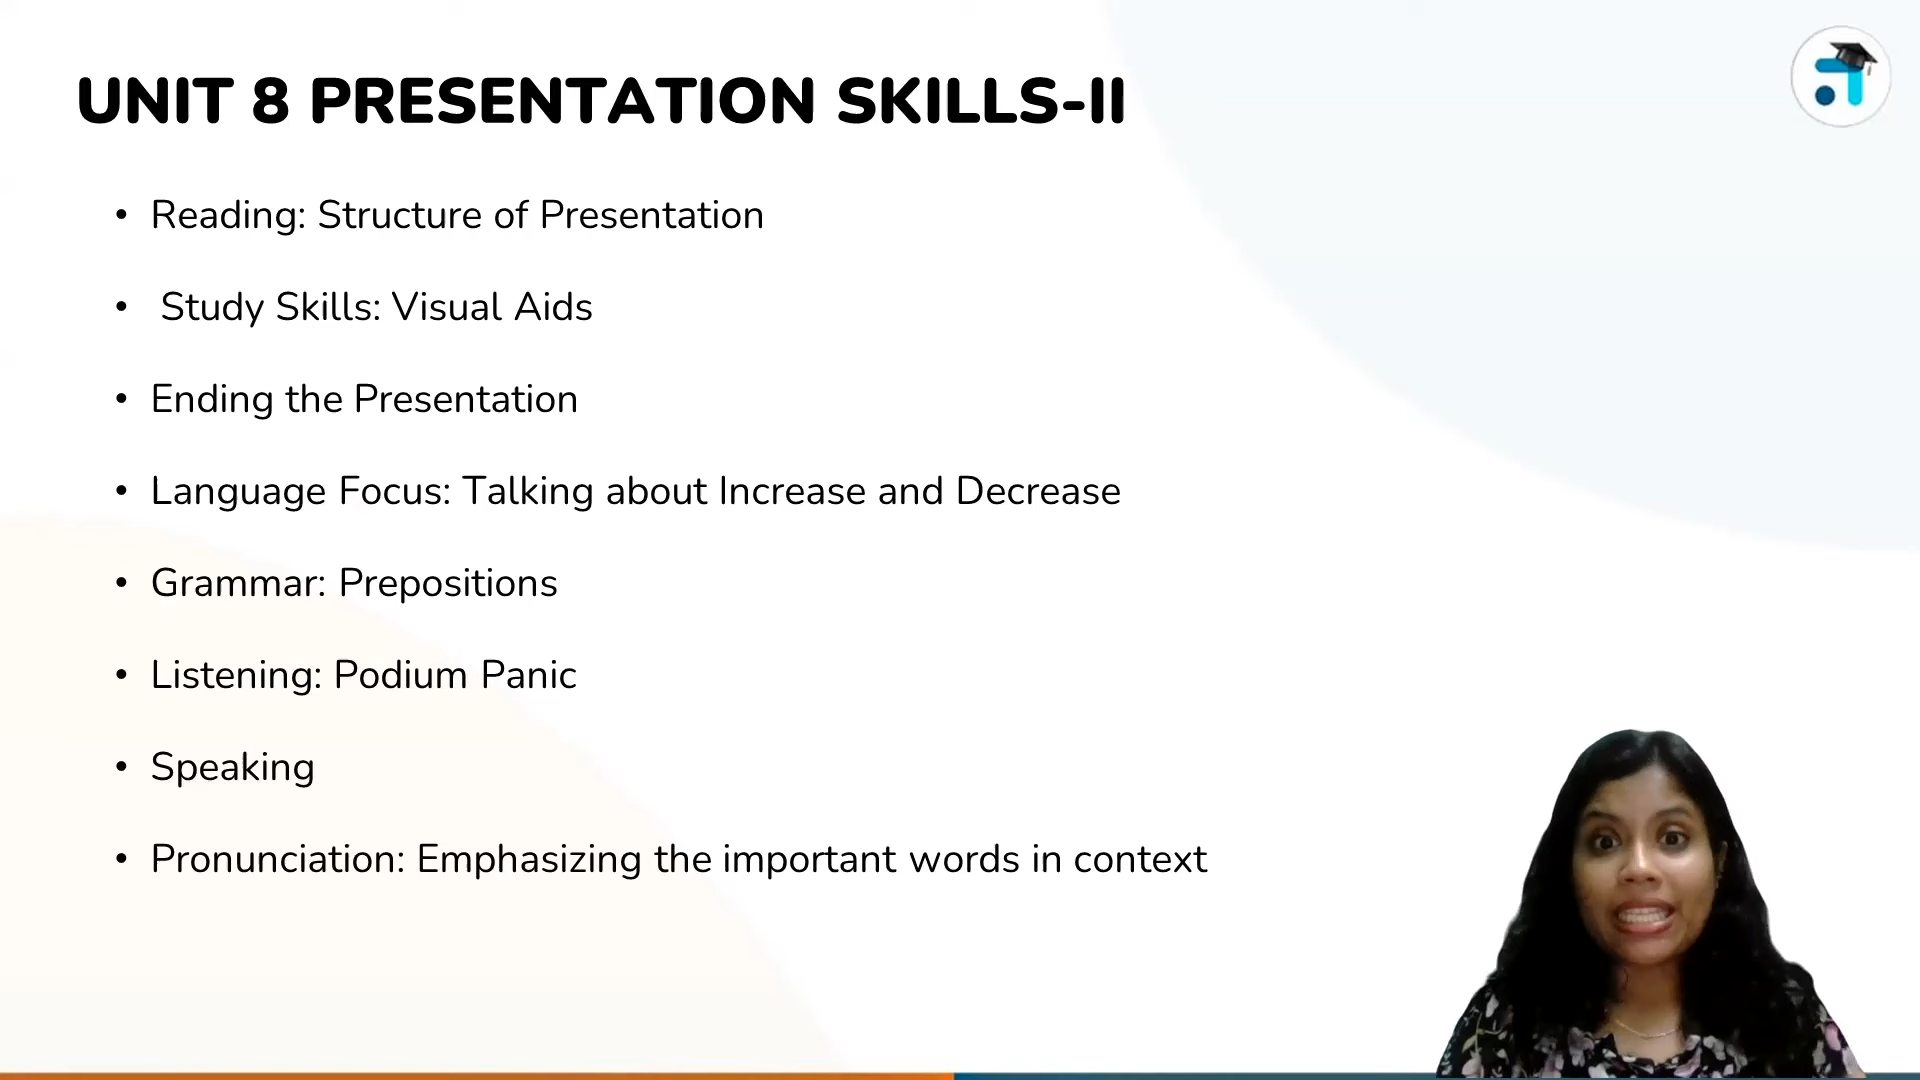 UNIT 8 PRESENTATION SKILLS-II
• Reading: Structure of Presentation
• Study Skills: Visual Aids
• Ending the Presentation
• Language Focus: Talking about Increase and Decrease
• Grammar: Prepositions
• Listening: Podium Panic
• Speaking
• Pronunciation: Emphasizing the important words in context